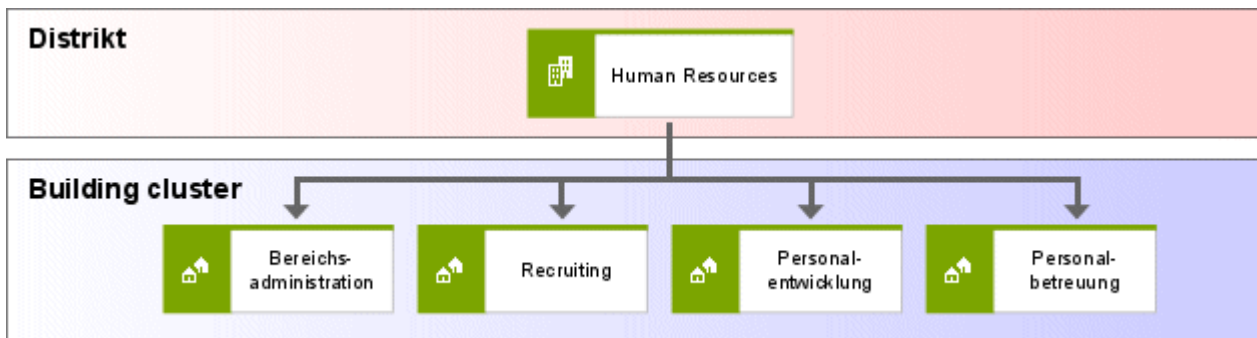 Distrikt
Human Resources
Building cluster
Bereichs-
administration
Recruiting
Personal-
entwicklung
Personal-
betreuung